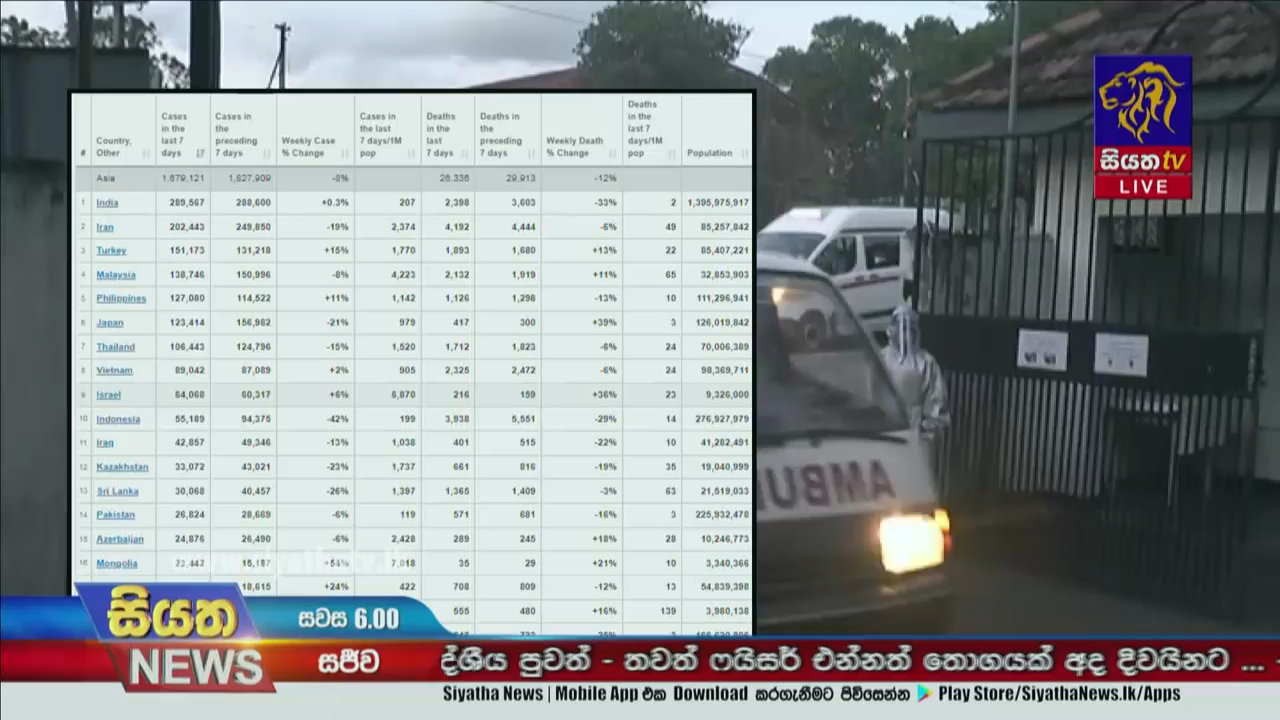 # Country, Other Cases in the last 7 days Cases in the preceding 7 days Weekly Case % Change Cases in the last 7 days/1M pop Deaths in the last 7 days Deaths in the preceding 7 days Weekly Death % Change Deaths in the last 7 days/1M pop Population
Asia 1,679,121 1,827,909 -8% 26,336 29,913 -12%
1 India 289,567 288,600 +0.3% 207 2,398 3,603 -33% 2 1,395,975,917
2 Iran 202,443 249,850 -19% 2,374 4,192 4,444 -6% 49 85,257,842
3 Turkey 151,173 131,218 +15% 1,770 1,893 1,680 +13% 22 85,407,221
4 Malaysia 138,746 150,996 -8% 4,223 2,132 1,919 +11% 65 32,853,903
5 Philippines 127,080 114,522 +11% 1,142 1,126 1,298 -13% 10 111,296,941
6 Japan 123,414 156,982 -21% 979 417 300 +39% 3 126,019,842
7 Thailand 106,443 124,796 -15% 1,520 1,712 1,823 -6% 24 70,006,389
8 Vietnam 89,042 87,089 +2% 905 2,325 2,472 -6% 24 98,369,711
9 Israel 64,068 60,317 +6% 6,870 216 159 +36% 23 9,326,000
10 Indonesia 55,189 94,375 -42% 199 3,938 5,551 -29% 14 276,927,979
11 Iraq 42,857 49,346 -13% 1,038 401 515 -22% 10 41,282,491
12 Kazakhstan 33,072 43,021 -23% 1,737 661 816 -19% 35 19,040,999
13 Sri Lanka 30,068 40,457 -26% 1,397 1,365 1,409 -3% 63 21,519,033
14 Pakistan 26,824 28,669 -6% 119 571 681 -16% 3 225,932,478
15 Azerbaijan 24,876 26,490 -6% 2,428 289 245 +18% 28 10,246,773
16 Mongolia 23,442 15,187 +54% 7,018 35 29 +21% 10 3,340,366
18,615 +24% 422 708 809 -12% 13 54,839,398
555 480 +16% 139 3,980,138
සියත tv
LIVE
AMBU
සියත
NEWS
සවස 6.00
සජීව
ද්ශීය පුවත් - තවත් ෆයිසර් එන්නත් තොගයක් අද දිවයිනට ...
Siyatha News | Mobile App එක Download කරගැනීමට පිවිසෙන්න Play Store/SiyathaNews.lk/Apps